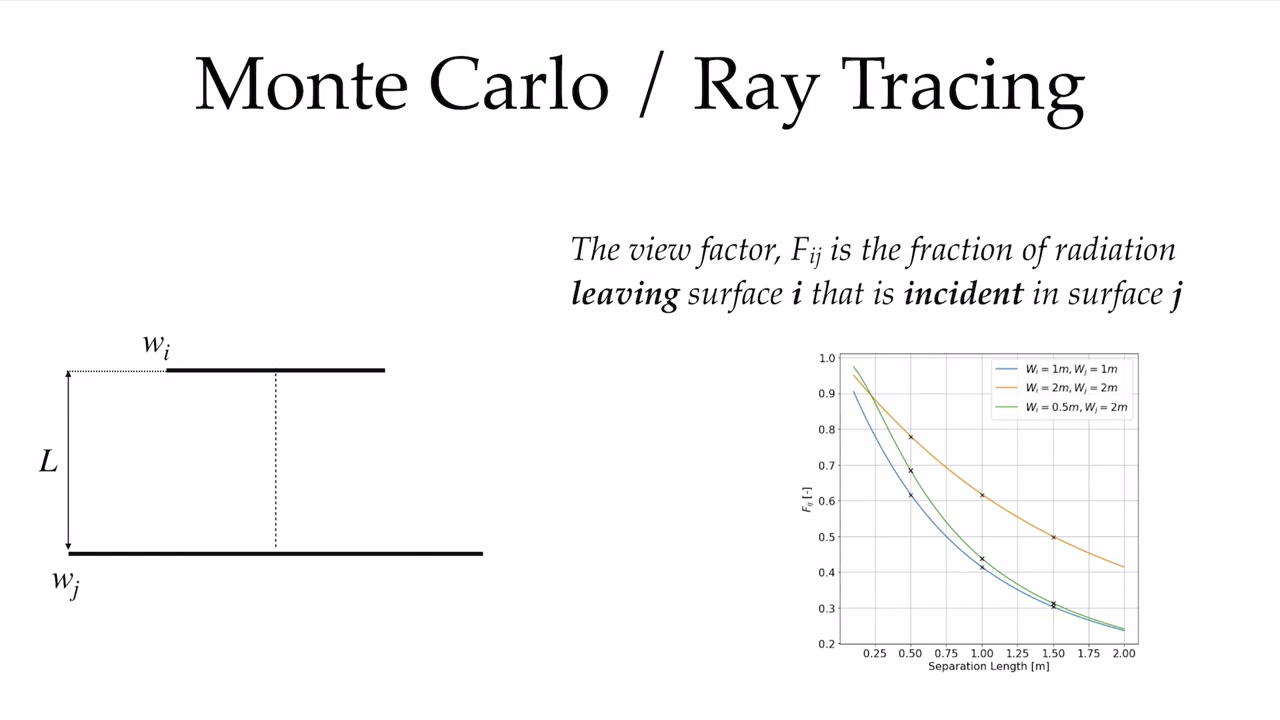 Monte Carlo / Ray Tracing
The view factor, Fij is the fraction of radiation
leaving surface i that is incident in surface j
wi
L
wj
1.0
0.9
0.8
0.7
0.6
0.5
0.4
0.3
0.2
Fij [-]
Wi = 1m, Wj = 1m
Wi = 2m, Wj = 2m
Wi = 0.5m, Wj = 2m
0.25 0.50 0.75 1.00 1.25 1.50 1.75 2.00
Separation Length [m]